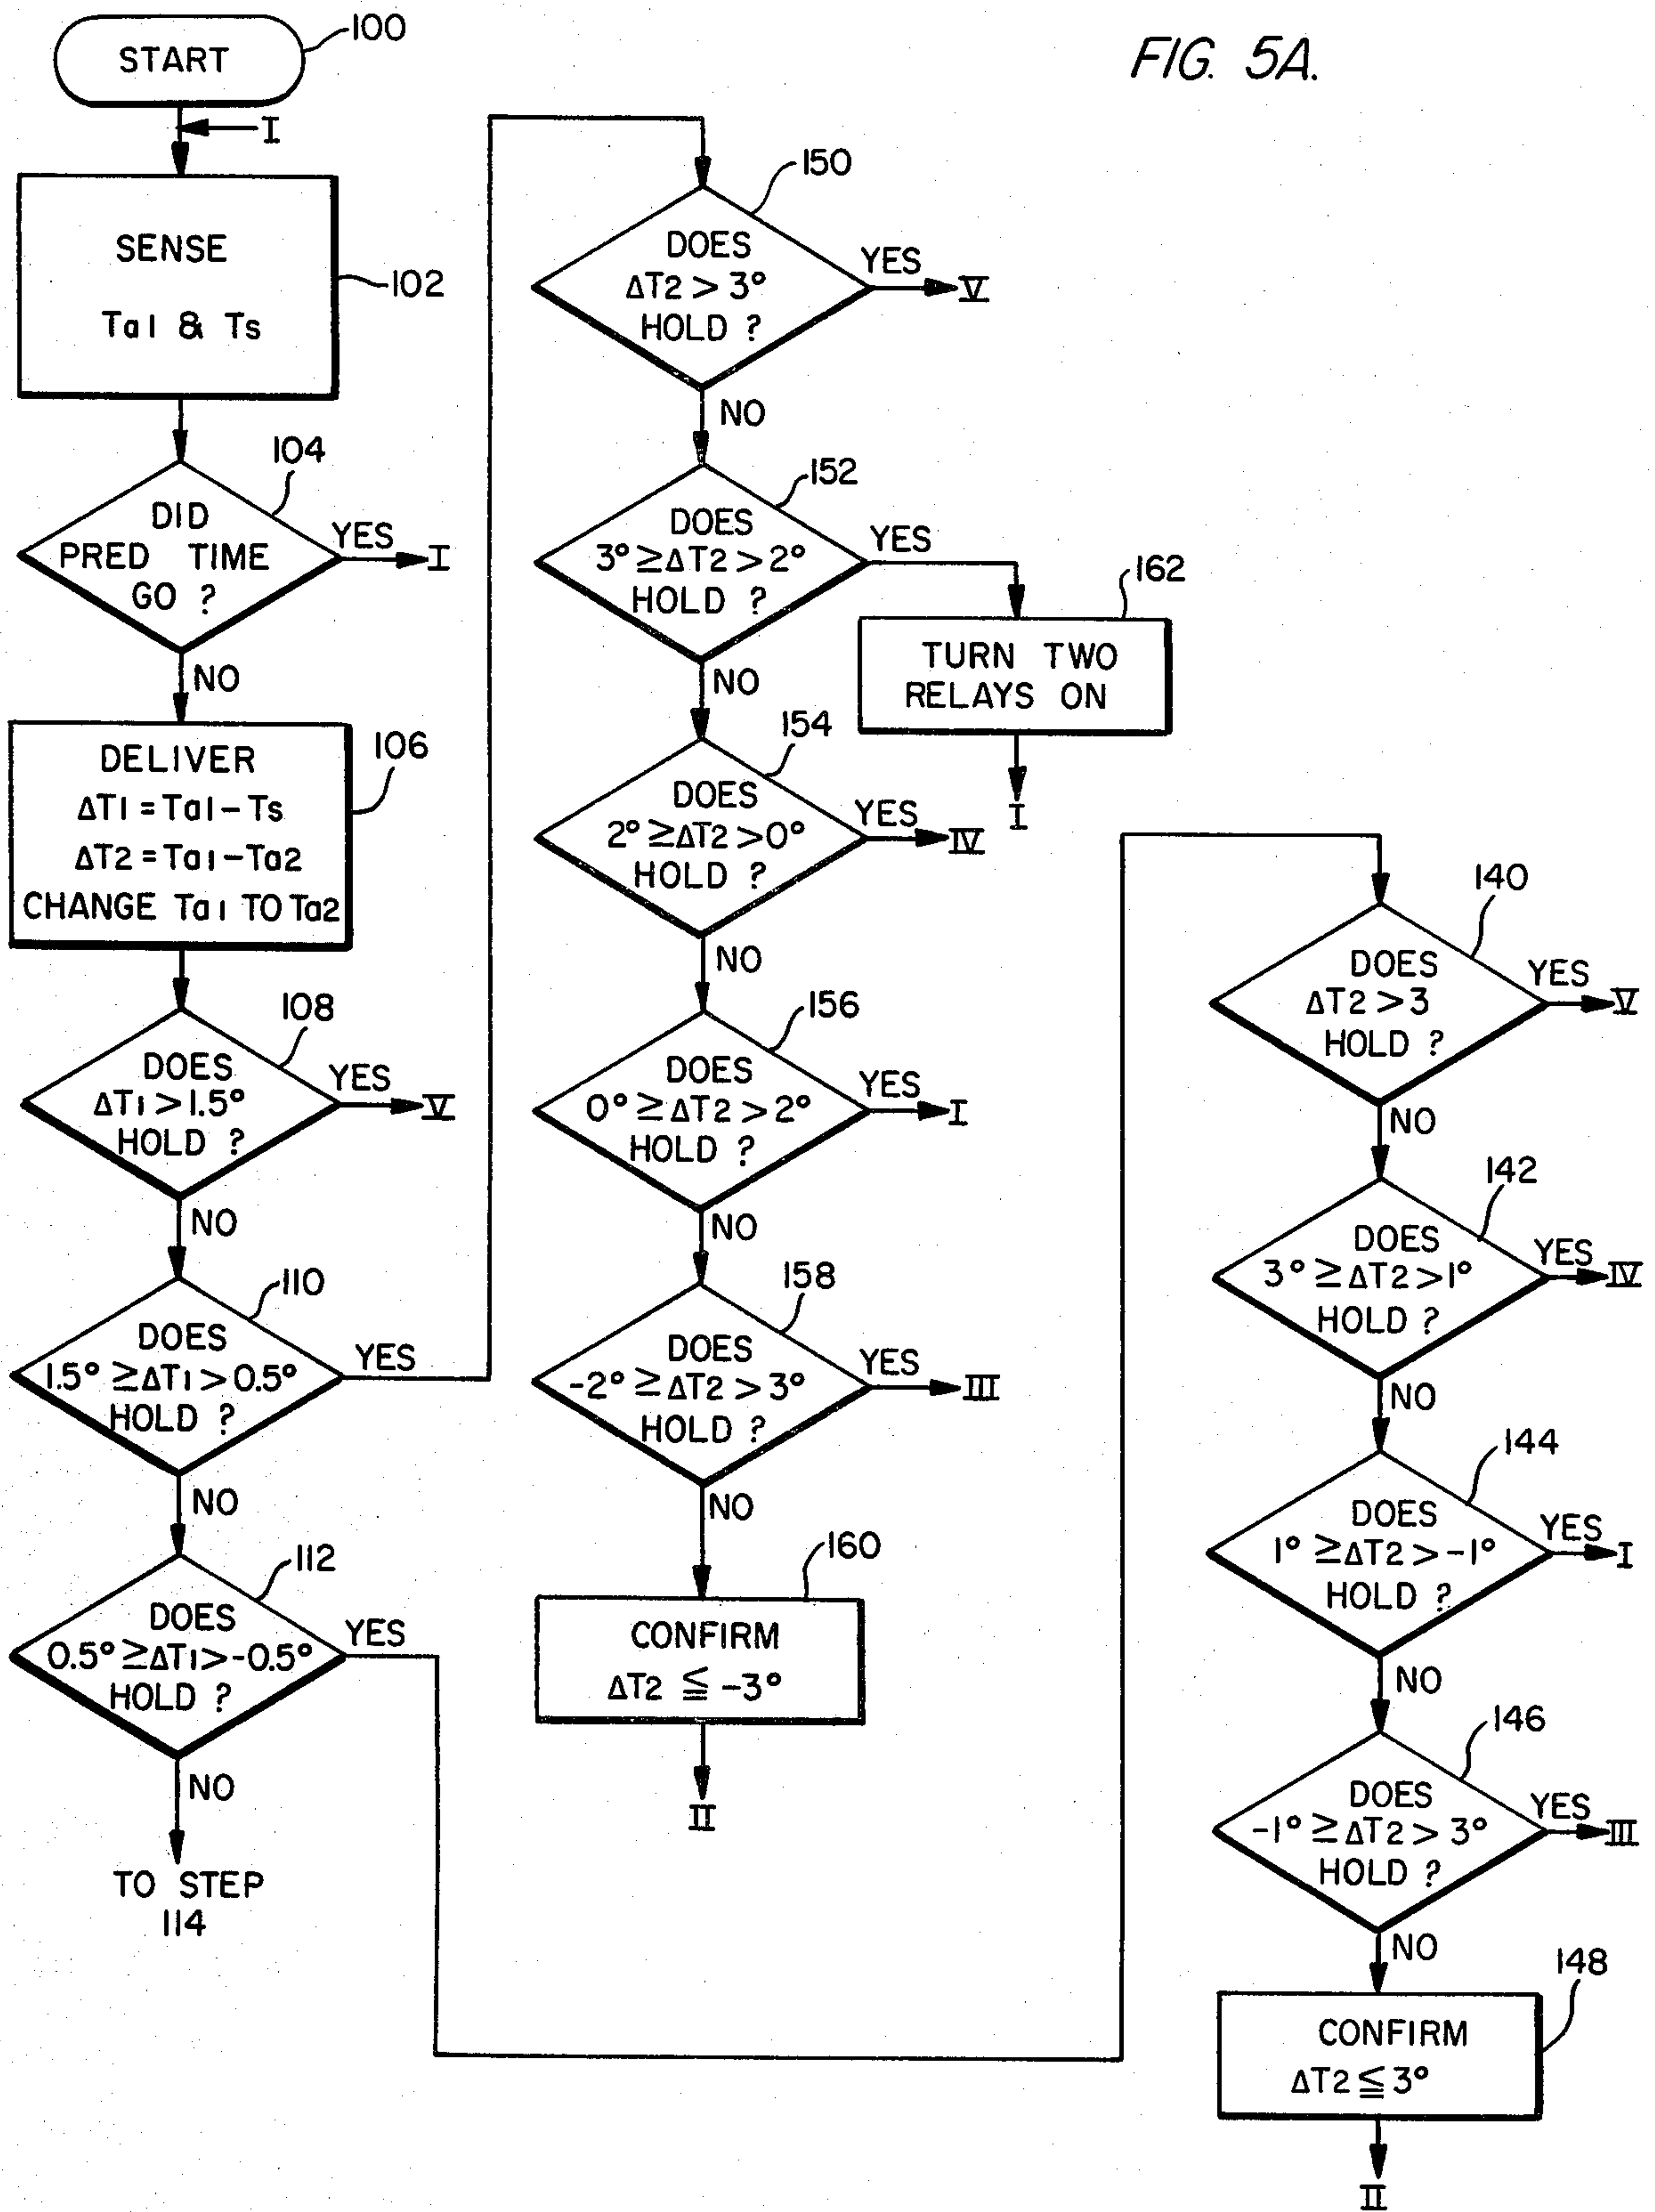 FIG. 5A.
START
100
I
SENSE
Ta1 & Ts
102
104
DID
PRED TIME
GO ?
YES
I
NO
DELIVER
ΔT1 = Ta1 - Ts
ΔT2 = Ta1 - Ta2
CHANGE Ta1 TO Ta2
106
108
DOES
ΔT1 > 1.5°
HOLD ?
YES
V
NO
110
DOES
1.5° ≧ ΔT1 > 0.5°
HOLD ?
YES
NO
112
DOES
0.5° ≧ ΔT1 > -0.5°
HOLD ?
YES
NO
TO STEP
114
150
DOES
ΔT2 > 3°
HOLD ?
YES
V
NO
152
DOES
3° ≧ ΔT2 > 2°
HOLD ?
YES
162
TURN TWO
RELAYS ON
I
NO
154
DOES
2° ≧ ΔT2 > 0°
HOLD ?
YES
IV
NO
156
DOES
0° ≧ ΔT2 > 2°
HOLD ?
YES
I
NO
158
DOES
-2° ≧ ΔT2 > 3°
HOLD ?
YES
III
NO
160
CONFIRM
ΔT2 ≦ -3°
II
140
DOES
ΔT2 > 3
HOLD ?
YES
V
NO
142
DOES
3° ≧ ΔT2 > 1°
HOLD ?
YES
IV
NO
144
DOES
1° ≧ ΔT2 > -1°
HOLD ?
YES
I
NO
146
DOES
-1° ≧ ΔT2 > 3°
HOLD ?
YES
III
NO
148
CONFIRM
ΔT2 ≦ 3°
II